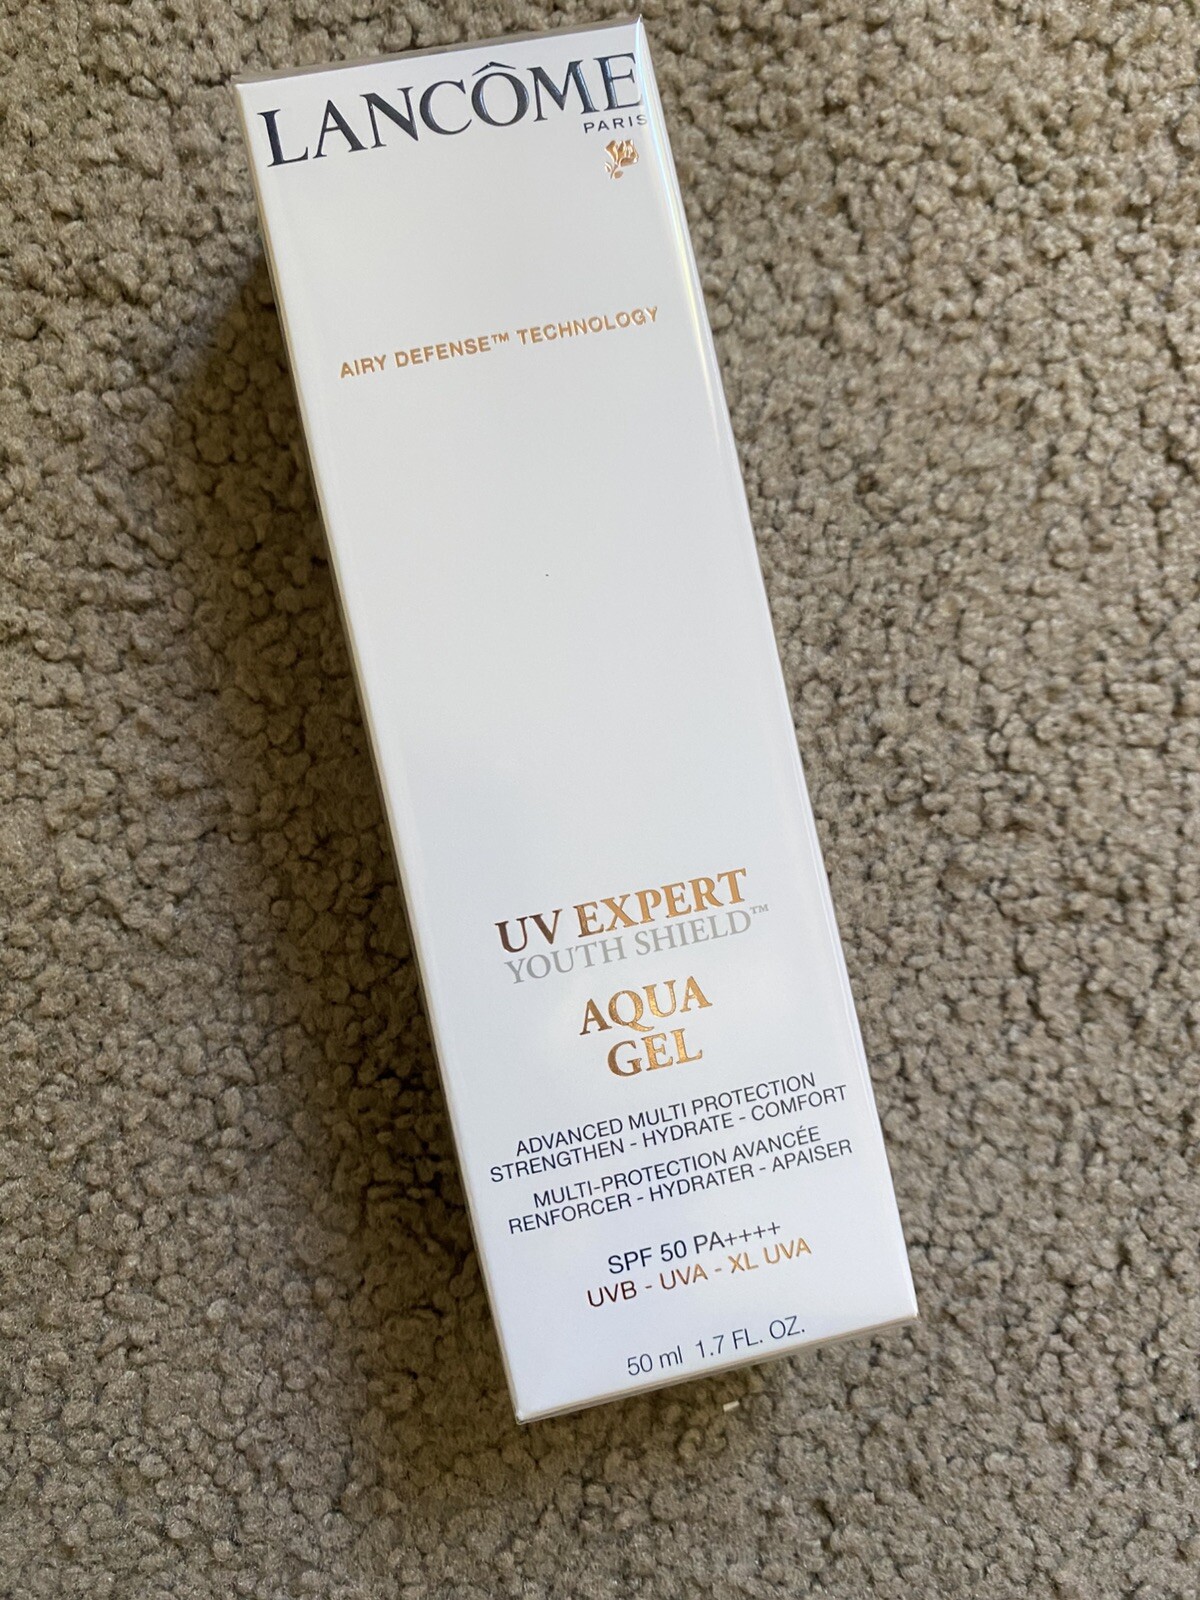 LANCÔME
PARIS
AIRY DEFENSE™ TECHNOLOGY
UV EXPERT
YOUTH SHIELD™
AQUA
GEL
ADVANCED MULTI PROTECTION
STRENGTHEN - HYDRATE - COMFORT
MULTI-PROTECTION AVANCÉE
RENFORCER - HYDRATER - APAISER
SPF 50 PA++++
UVB - UVA - XL UVA
50 ml 1.7 FL. OZ.